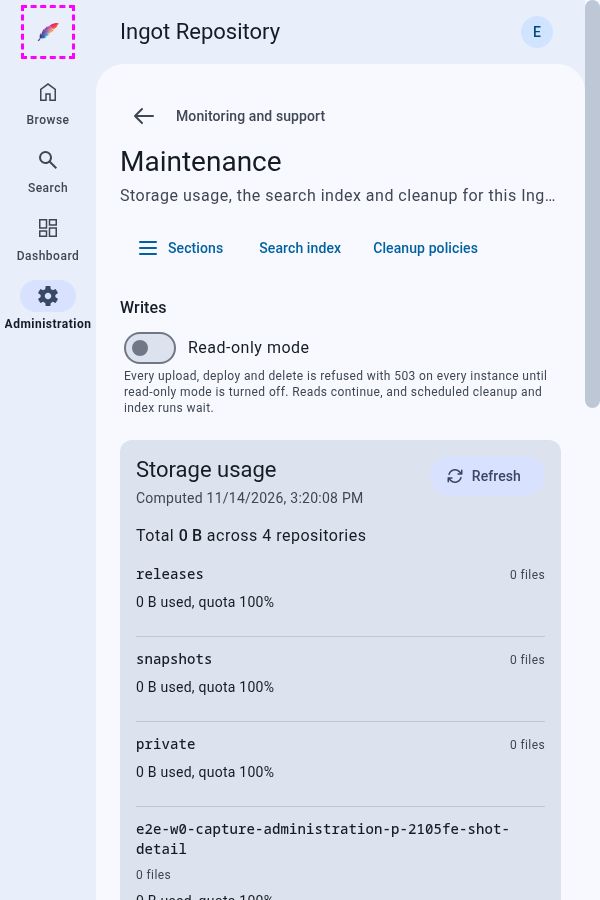 Ingot Repository
E
Browse
Search
Dashboard
Administration
Monitoring and support
Maintenance
Storage usage, the search index and cleanup for this Ing…
Sections
Search index
Cleanup policies
Writes
Read-only mode
Every upload, deploy and delete is refused with 503 on every instance until
read-only mode is turned off. Reads continue, and scheduled cleanup and
index runs wait.
Storage usage
Refresh
Computed 11/14/2026, 3:20:08 PM
Total 0 B across 4 repositories
releases
0 files
0 B used, quota 100%
snapshots
0 files
0 B used, quota 100%
private
0 files
0 B used, quota 100%
e2e-w0-capture-administration-p-2105fe-shot-
detail
0 files
0 B used, quota 100%